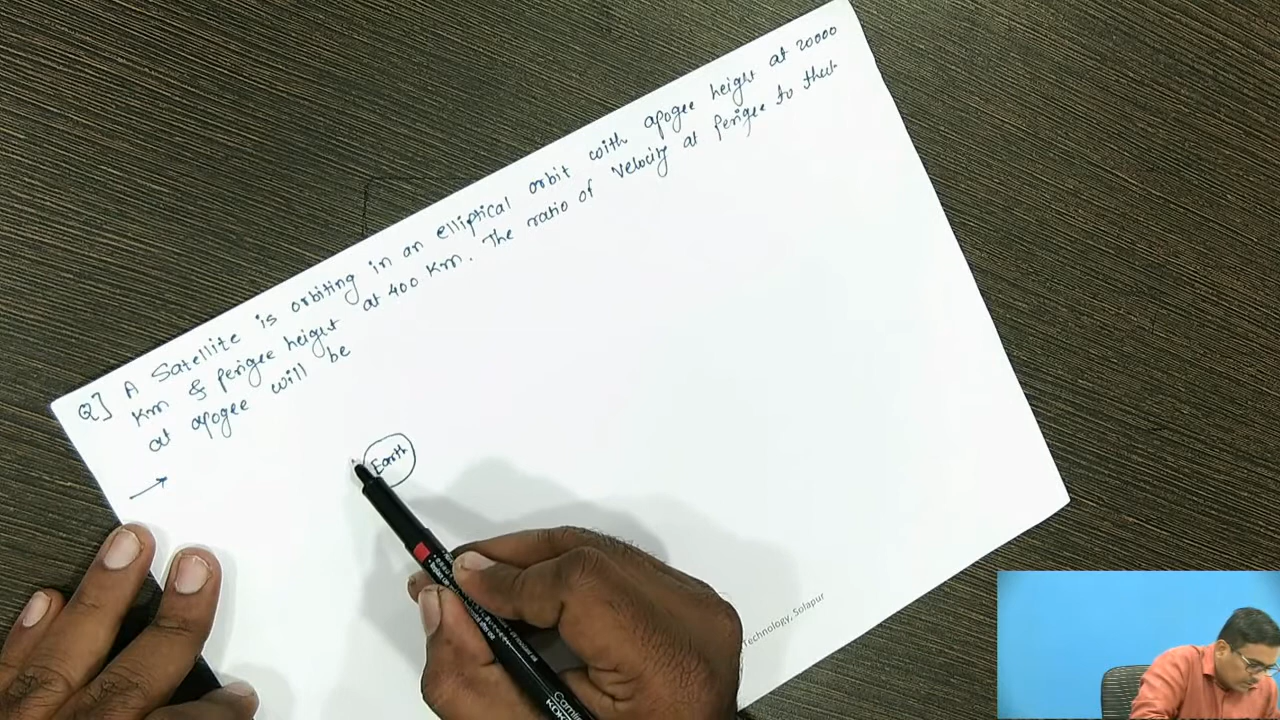 Q] A Satellite is orbiting in an elliptical orbit with apogee height at 20000
Km & Perigee height at 400 Km. The ratio of Velocity at Perigee to that
at apogee will be
Earth
Technology, Solapur